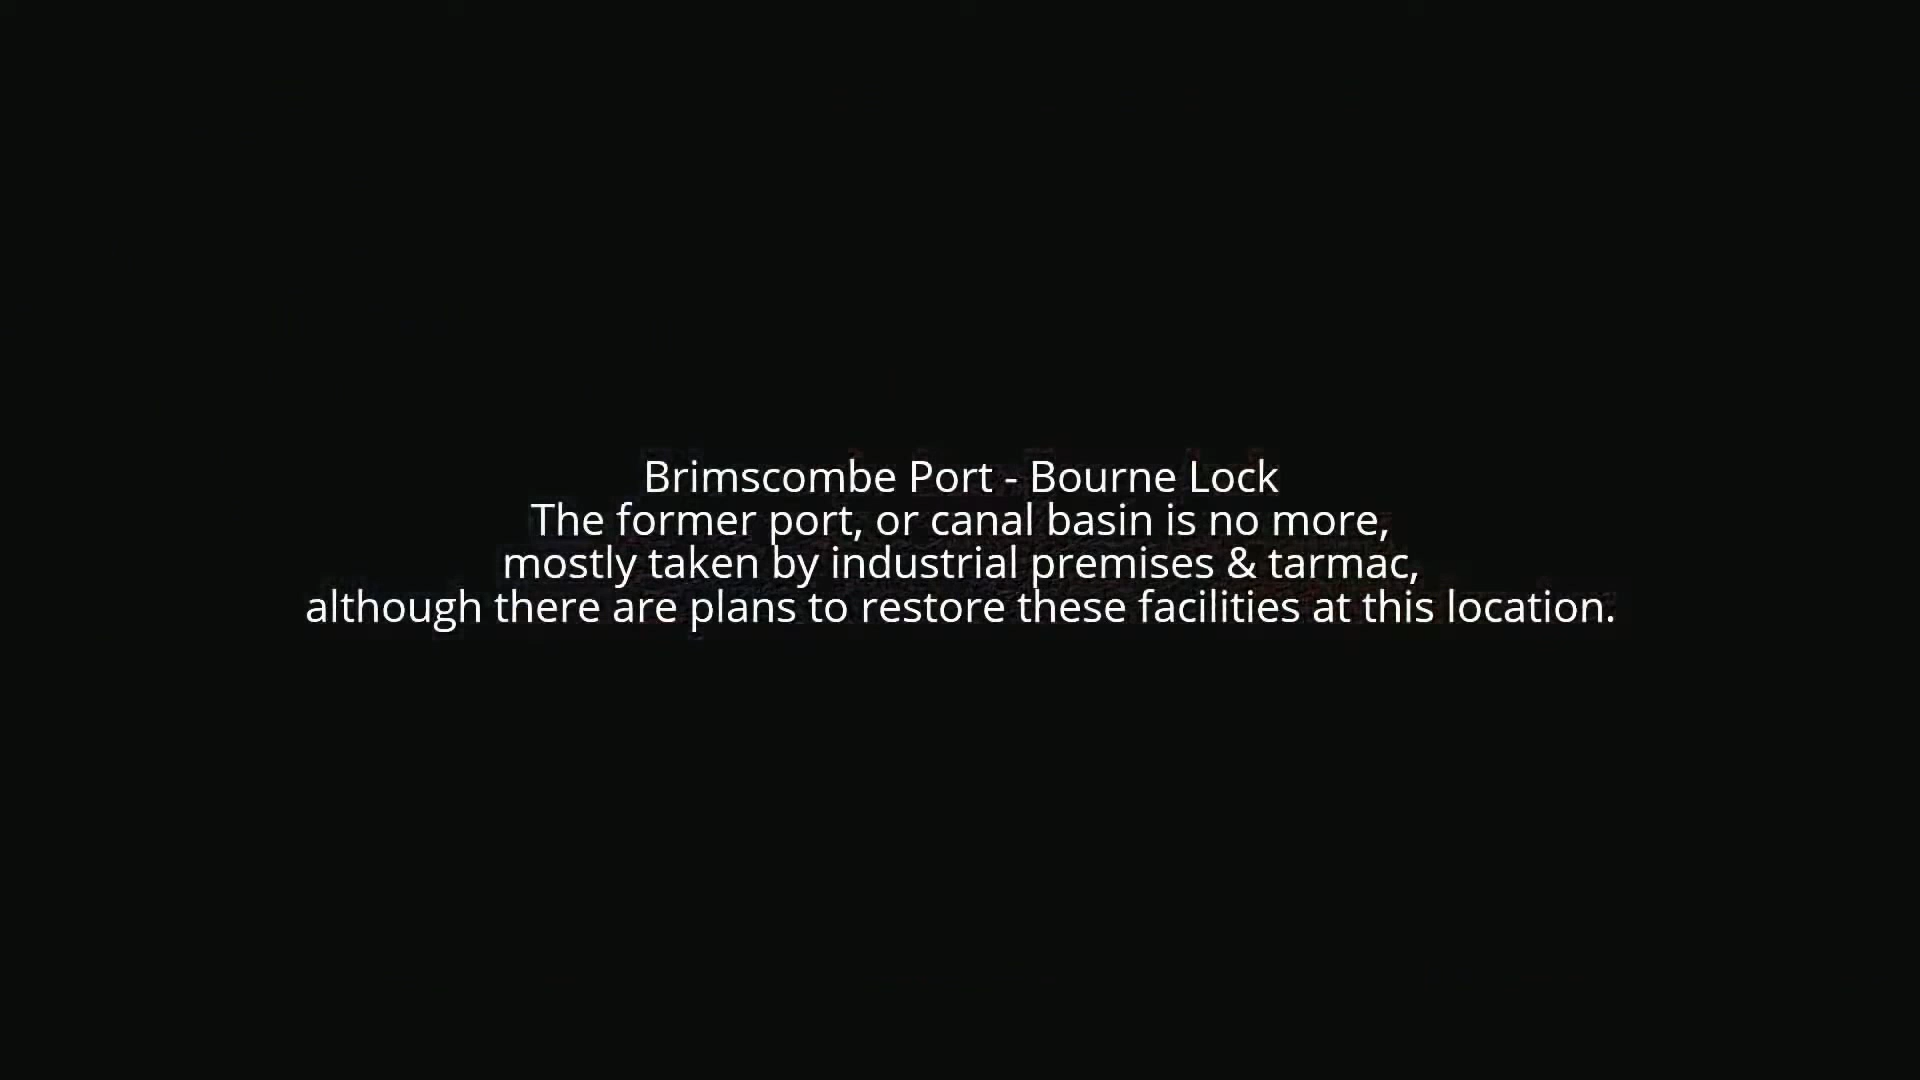 Brimscombe Port - Bourne Lock
The former port, or canal basin is no more,
mostly taken by industrial premises & tarmac,
although there are plans to restore these facilities at this location.